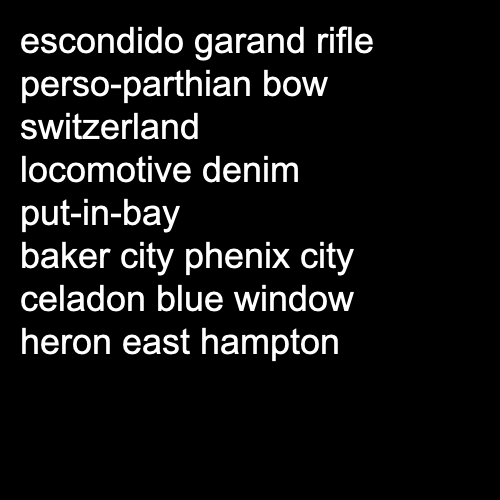 escondido garand rifle
perso-parthian bow
switzerland
locomotive denim
put-in-bay
baker city phenix city
celadon blue window
heron east hampton